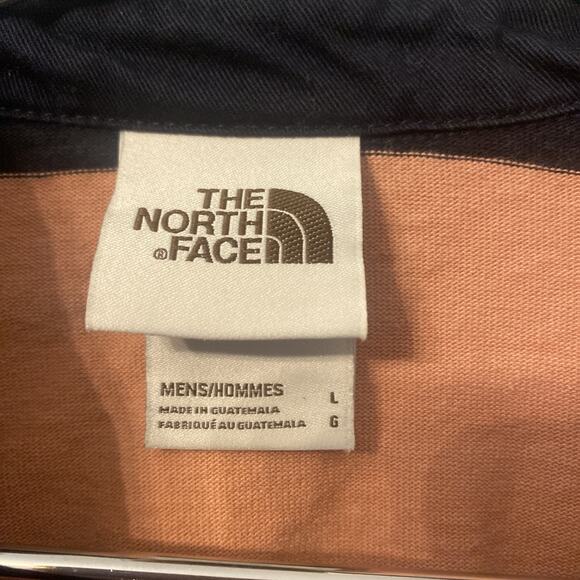 THE
NORTH
®FACE
MENS/HOMMES L
MADE IN GUATEMALA
FABRIQUÉ AU GUATEMALA G